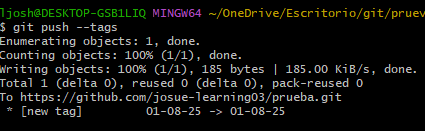 ljosh@DESKTOP-GSB1LIQ MINGW64 ~/OneDrive/Escritorio/git/pruev
$ git push --tags
Enumerating objects: 1, done.
Counting objects: 100% (1/1), done.
Writing objects: 100% (1/1), 185 bytes | 185.00 KiB/s, done.
Total 1 (delta 0), reused 0 (delta 0), pack-reused 0
To https://github.com/josue-learning03/prueba.git
 * [new tag]         01-08-25 -> 01-08-25